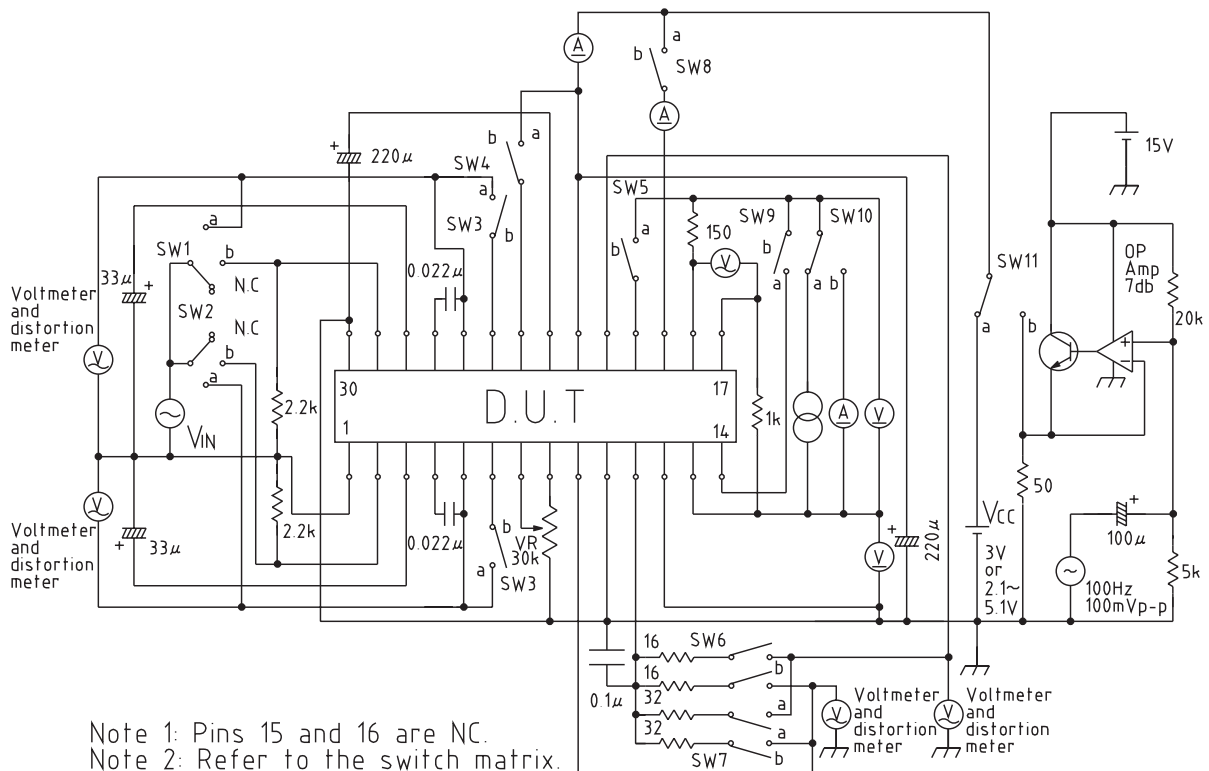 A
a
b
SW8
A
b
a
+
220μ
SW4
a
SW3
b
SW5
a
b
150
V
SW9
b
a
SW10
a
b
SW11
a
b
15V
OP
Amp
7db
20k
+
−
a
SW1
b
N.C
33μ
+
SW2
N.C
b
a
0.022μ
Voltmeter
and
distortion
meter
V
VIN
2.2k
30
17
D.U.T
1
14
1k
A
V
V
Voltmeter
and
distortion
meter
+
33μ
2.2k
0.022μ
b
VR
30k
a
SW3
V
+
220μ
VCC
3V
or
2.1~
5.1V
50
+
100μ
100Hz
100mVp-p
5k
0.1μ
16
SW6
16
b
32
a
32
a
SW7
b
V
Voltmeter
and
distortion
meter
V
Voltmeter
and
distortion
meter
Note 1: Pins 15 and 16 are NC.
Note 2: Refer to the switch matrix.